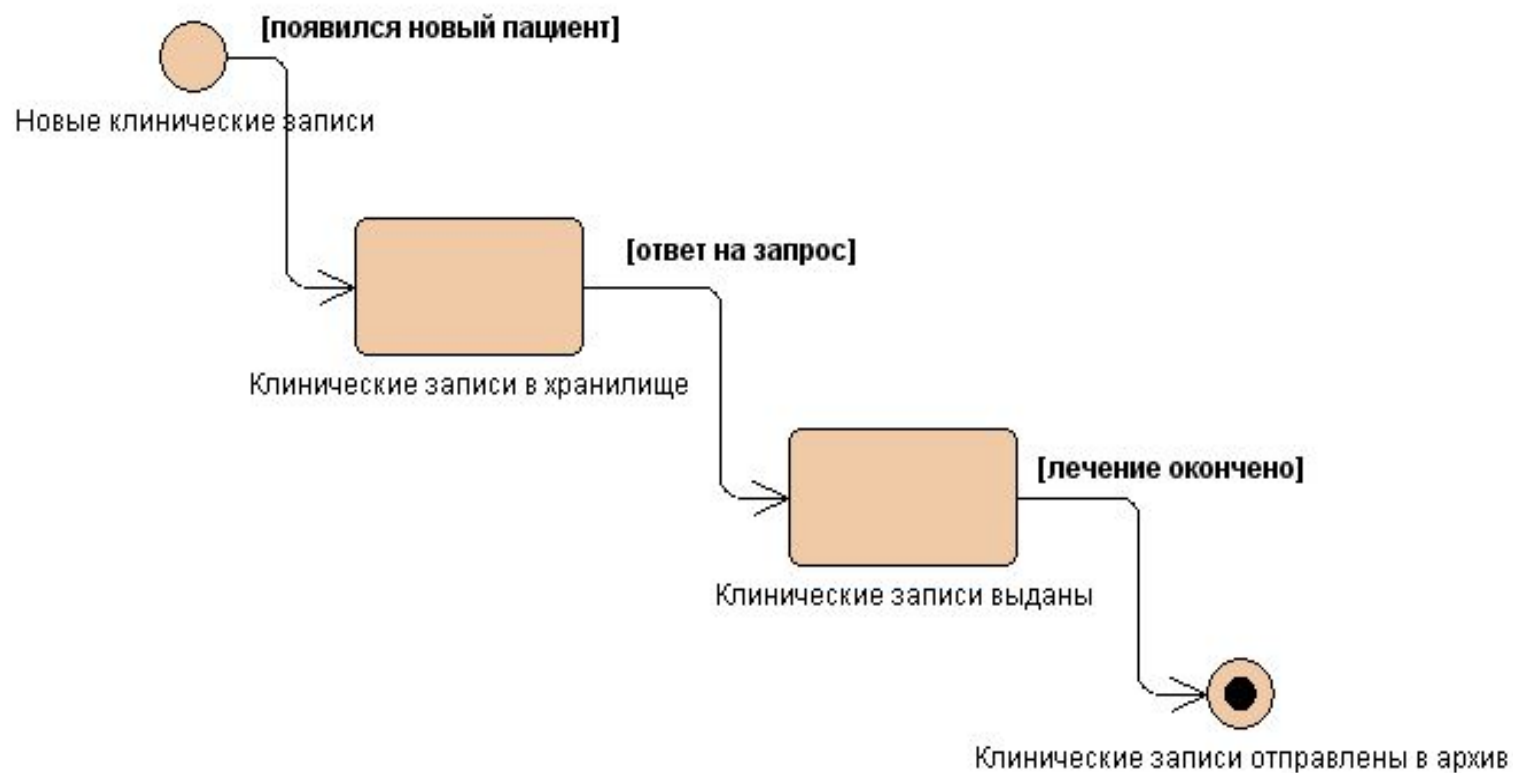 [появился новый пациент]
Новые клинические записи
[ответ на запрос]
Клинические записи в хранилище
[лечение окончено]
Клинические записи выданы
Клинические записи отправлены в архив